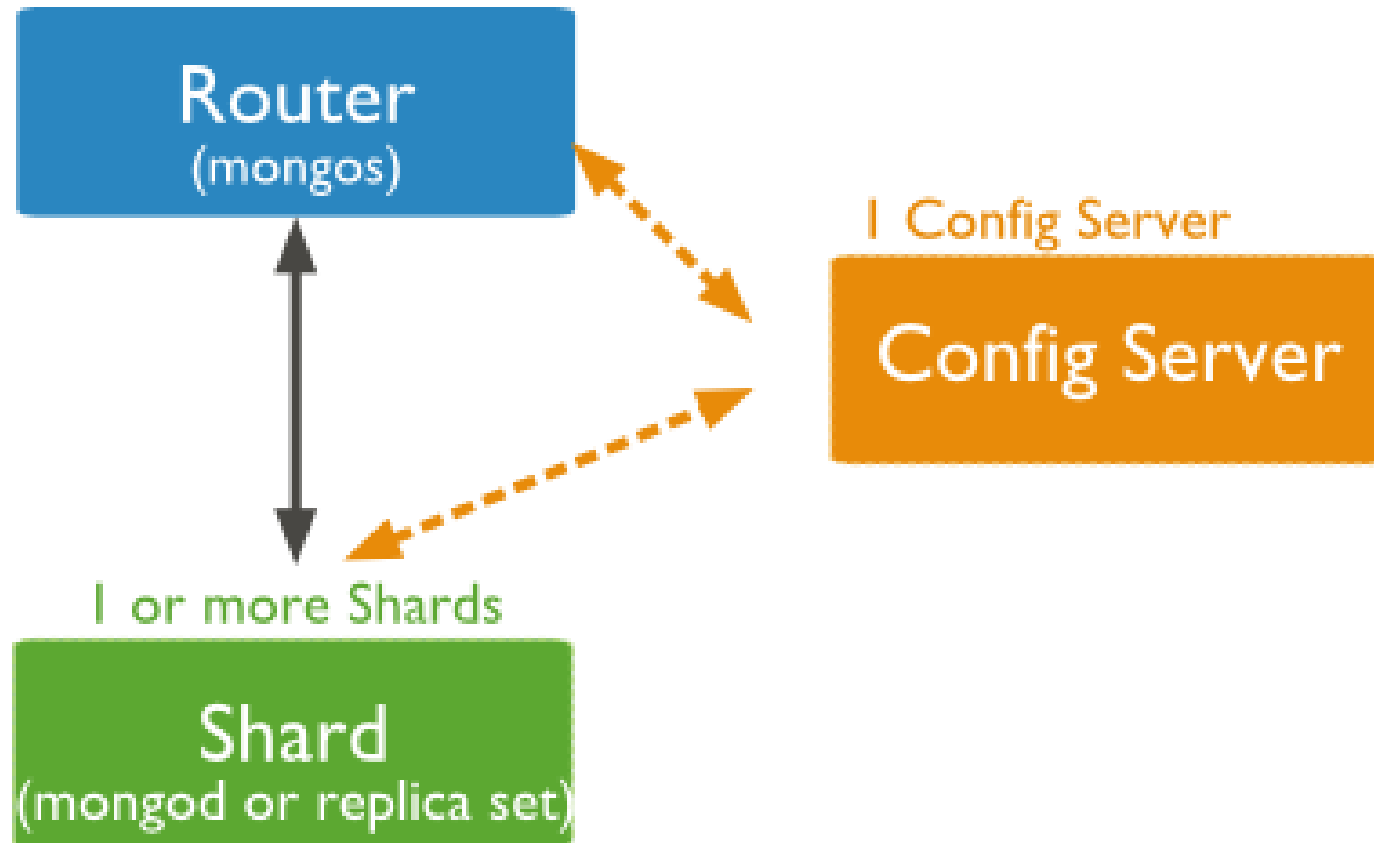 Router
(mongos)
1 Config Server
Config Server
1 or more Shards
Shard
(mongod or replica set)